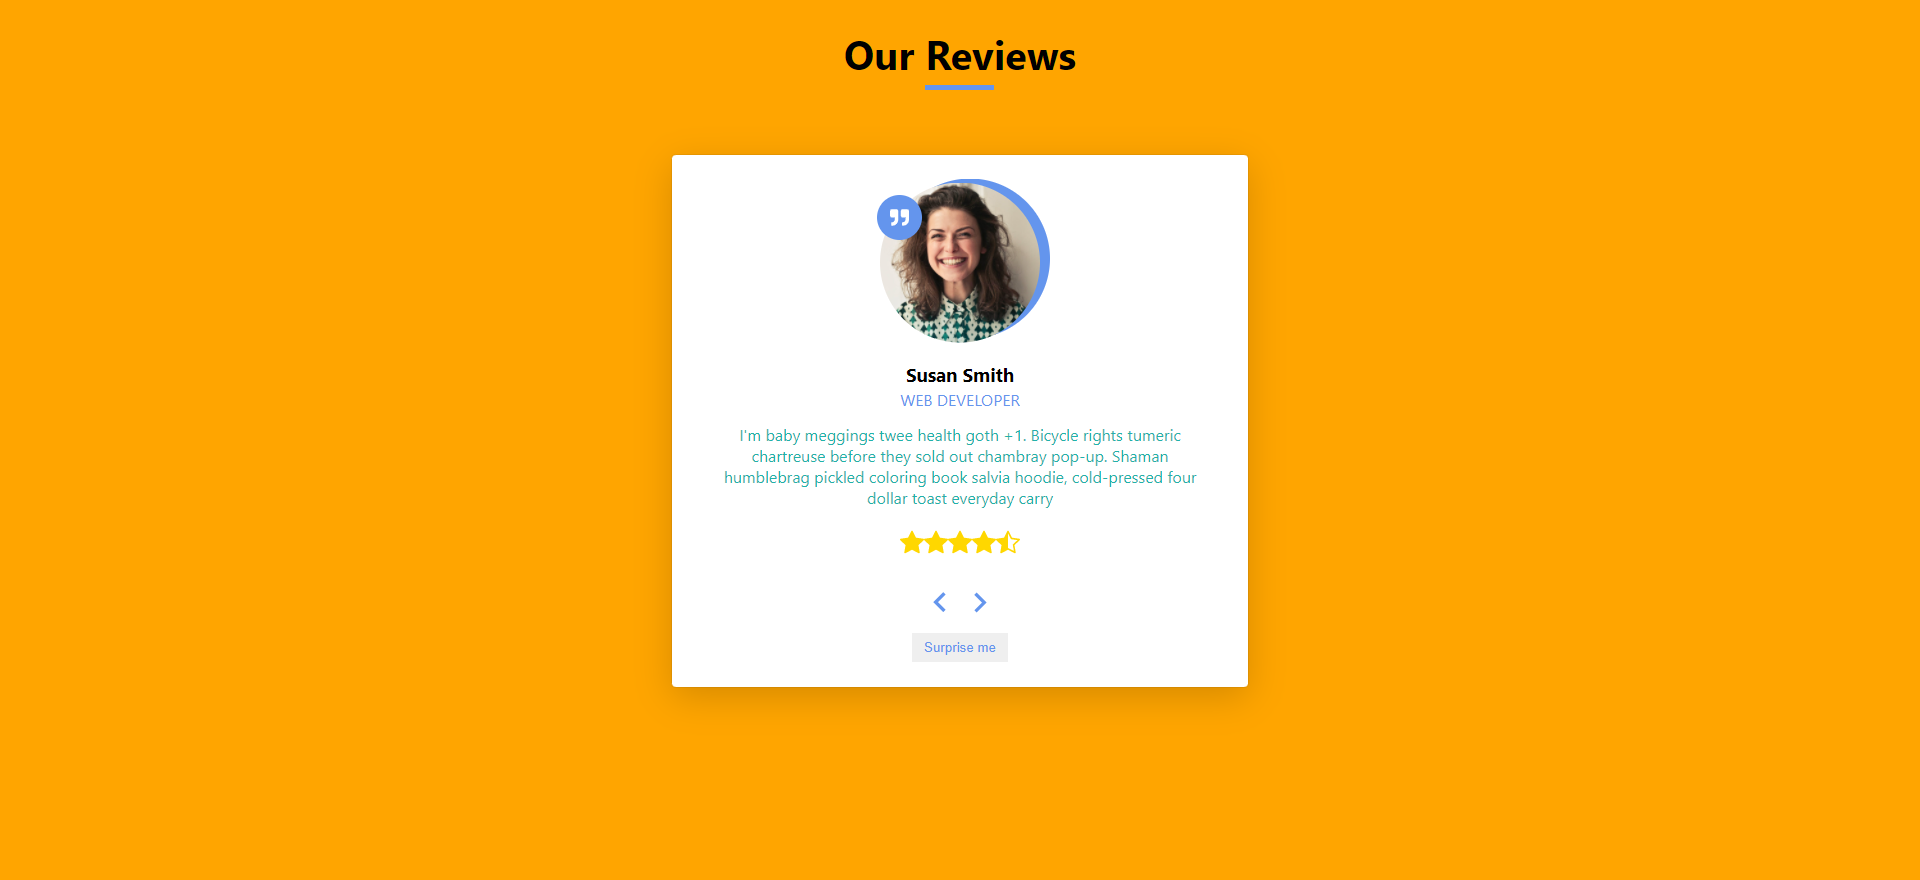 Our Reviews
Susan Smith
WEB DEVELOPER
I'm baby meggings twee health goth +1. Bicycle rights tumeric
chartreuse before they sold out chambray pop-up. Shaman
humblebrag pickled coloring book salvia hoodie, cold-pressed four
dollar toast everyday carry
Surprise me